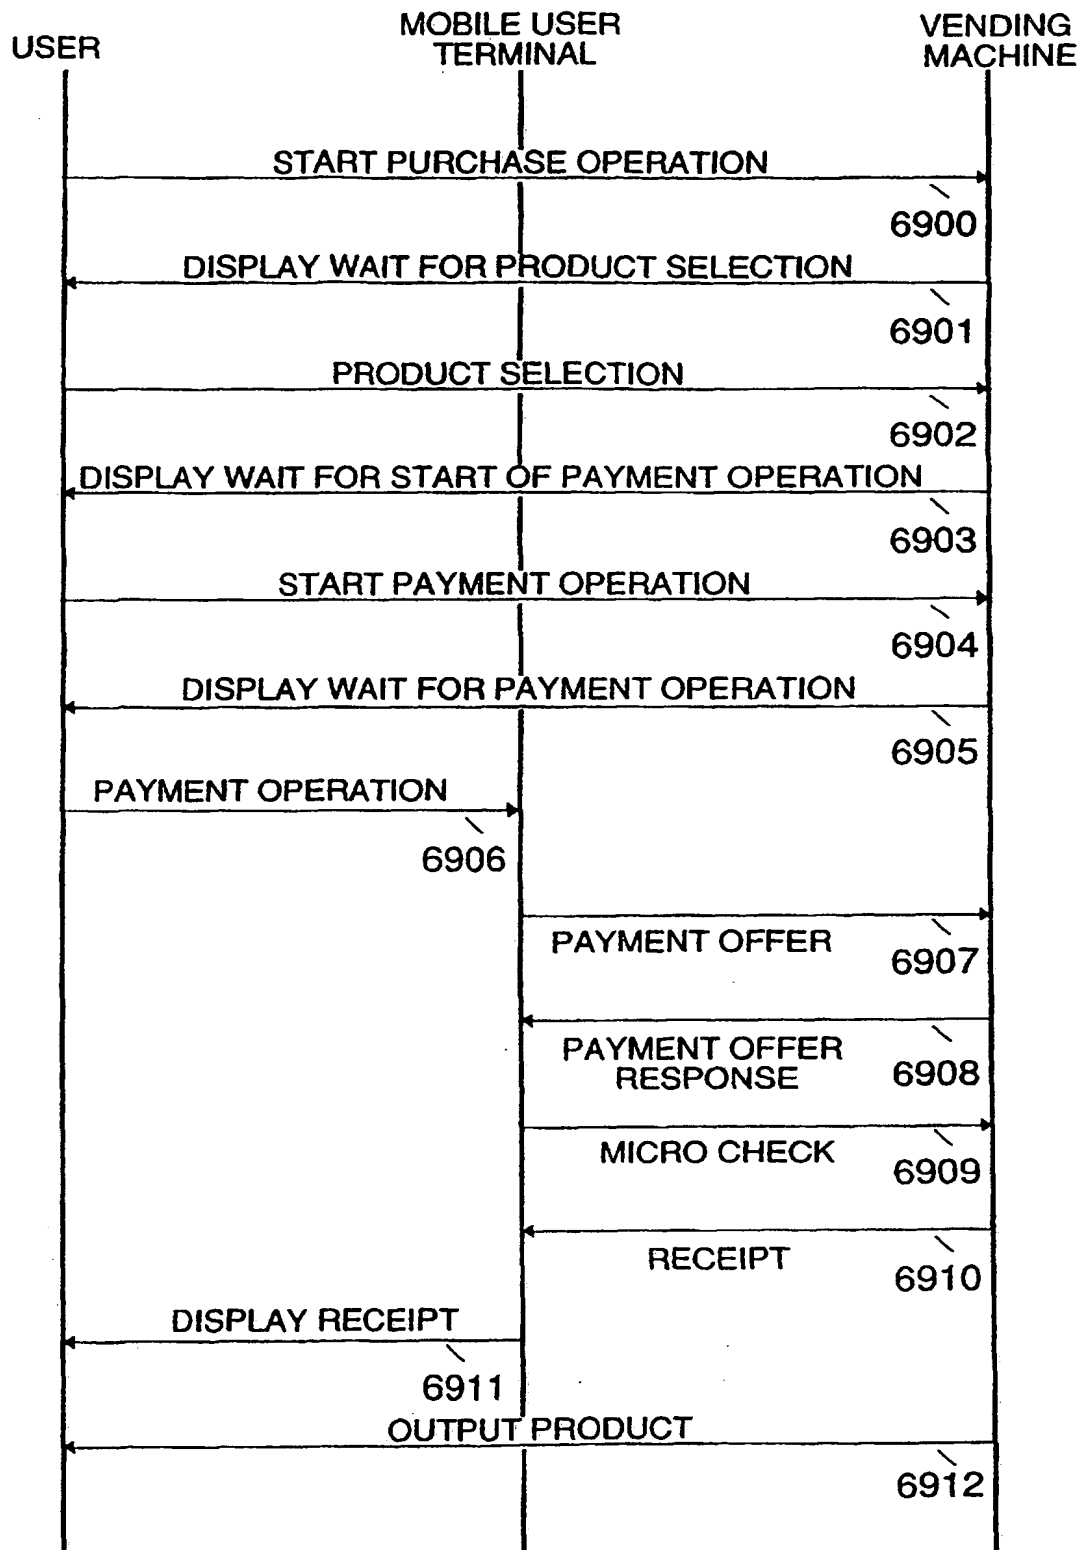 USER
MOBILE USER
TERMINAL
VENDING
MACHINE
START PURCHASE OPERATION
6900
DISPLAY WAIT FOR PRODUCT SELECTION
6901
PRODUCT SELECTION
6902
DISPLAY WAIT FOR START OF PAYMENT OPERATION
6903
START PAYMENT OPERATION
6904
DISPLAY WAIT FOR PAYMENT OPERATION
6905
PAYMENT OPERATION
6906
PAYMENT OFFER
6907
PAYMENT OFFER
RESPONSE
6908
MICRO CHECK
6909
RECEIPT
6910
DISPLAY RECEIPT
6911
OUTPUT PRODUCT
6912